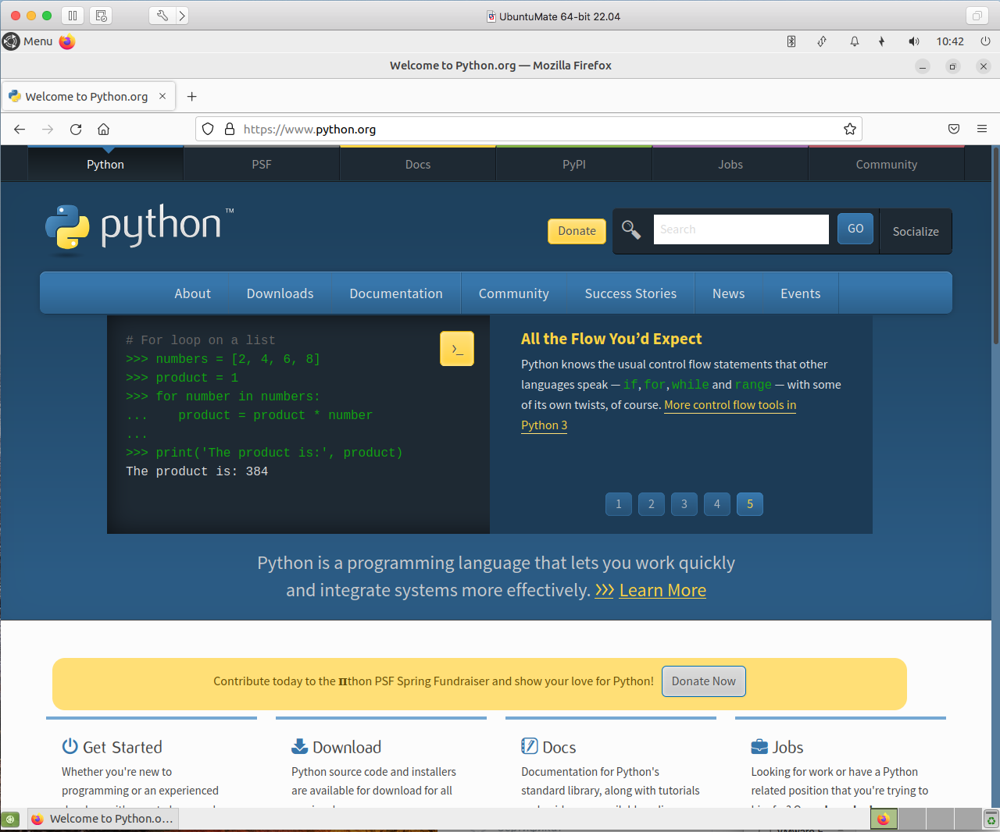 UbuntuMate 64-bit 22.04
Menu
10:42
Welcome to Python.org — Mozilla Firefox
Welcome to Python.org
https://www.python.org
Python PSF Docs PyPI Jobs Community
python™
Donate
Search
GO
Socialize
About Downloads Documentation Community Success Stories News Events
# For loop on a list
>>> numbers = [2, 4, 6, 8]
>>> product = 1
>>> for number in numbers:
...    product = product * number
...
>>> print('The product is:', product)
The product is: 384
>_
All the Flow You’d Expect
Python knows the usual control flow statements that other
languages speak — if, for, while and range — with some
of its own twists, of course. More control flow tools in
Python 3
1 2 3 4 5
Python is a programming language that lets you work quickly
and integrate systems more effectively. >>> Learn More
Contribute today to the πthon PSF Spring Fundraiser and show your love for Python! Donate Now
Get Started
Whether you're new to
programming or an experienced
Download
Python source code and installers
are available for download for all
Docs
Documentation for Python's
standard library, along with tutorials
Jobs
Looking for work or have a Python
related position that you're trying to
Welcome to Python.o...